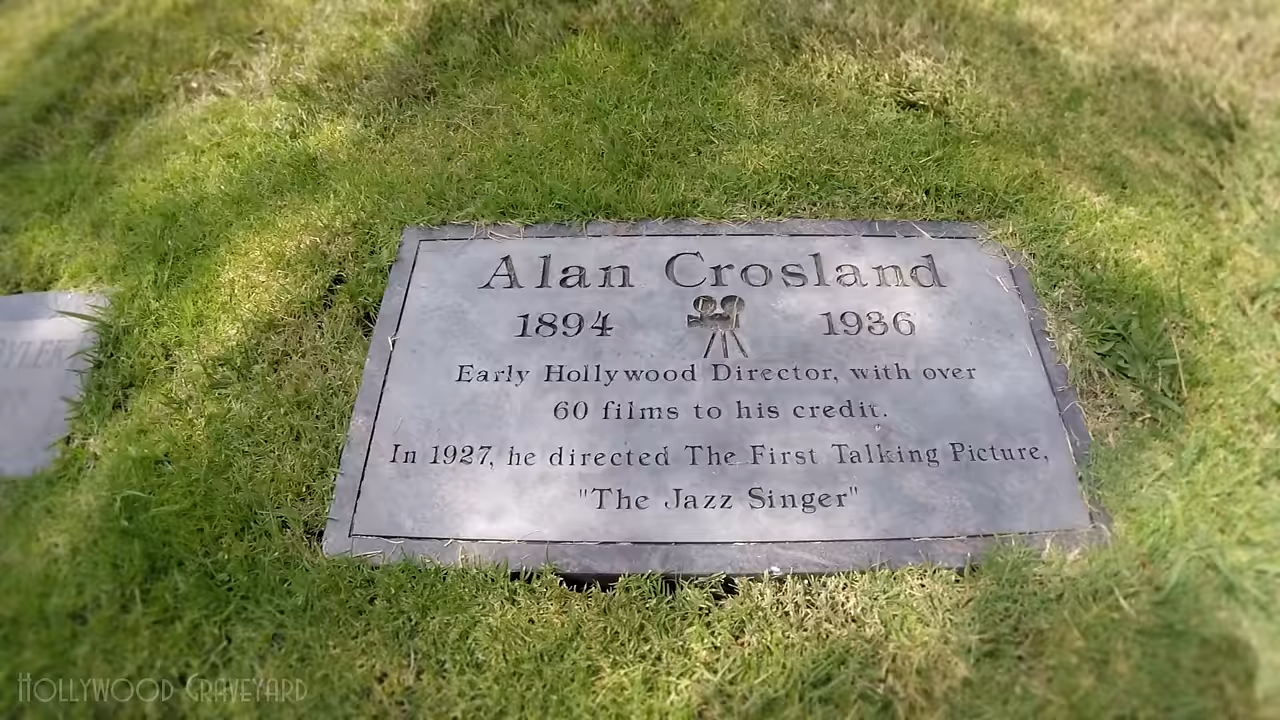 Alan Crosland
1894 1936
Early Hollywood Director, with over
60 films to his credit.
In 1927, he directed The First Talking Picture,
"The Jazz Singer"
HOLLYWOOD GRAVEYARD